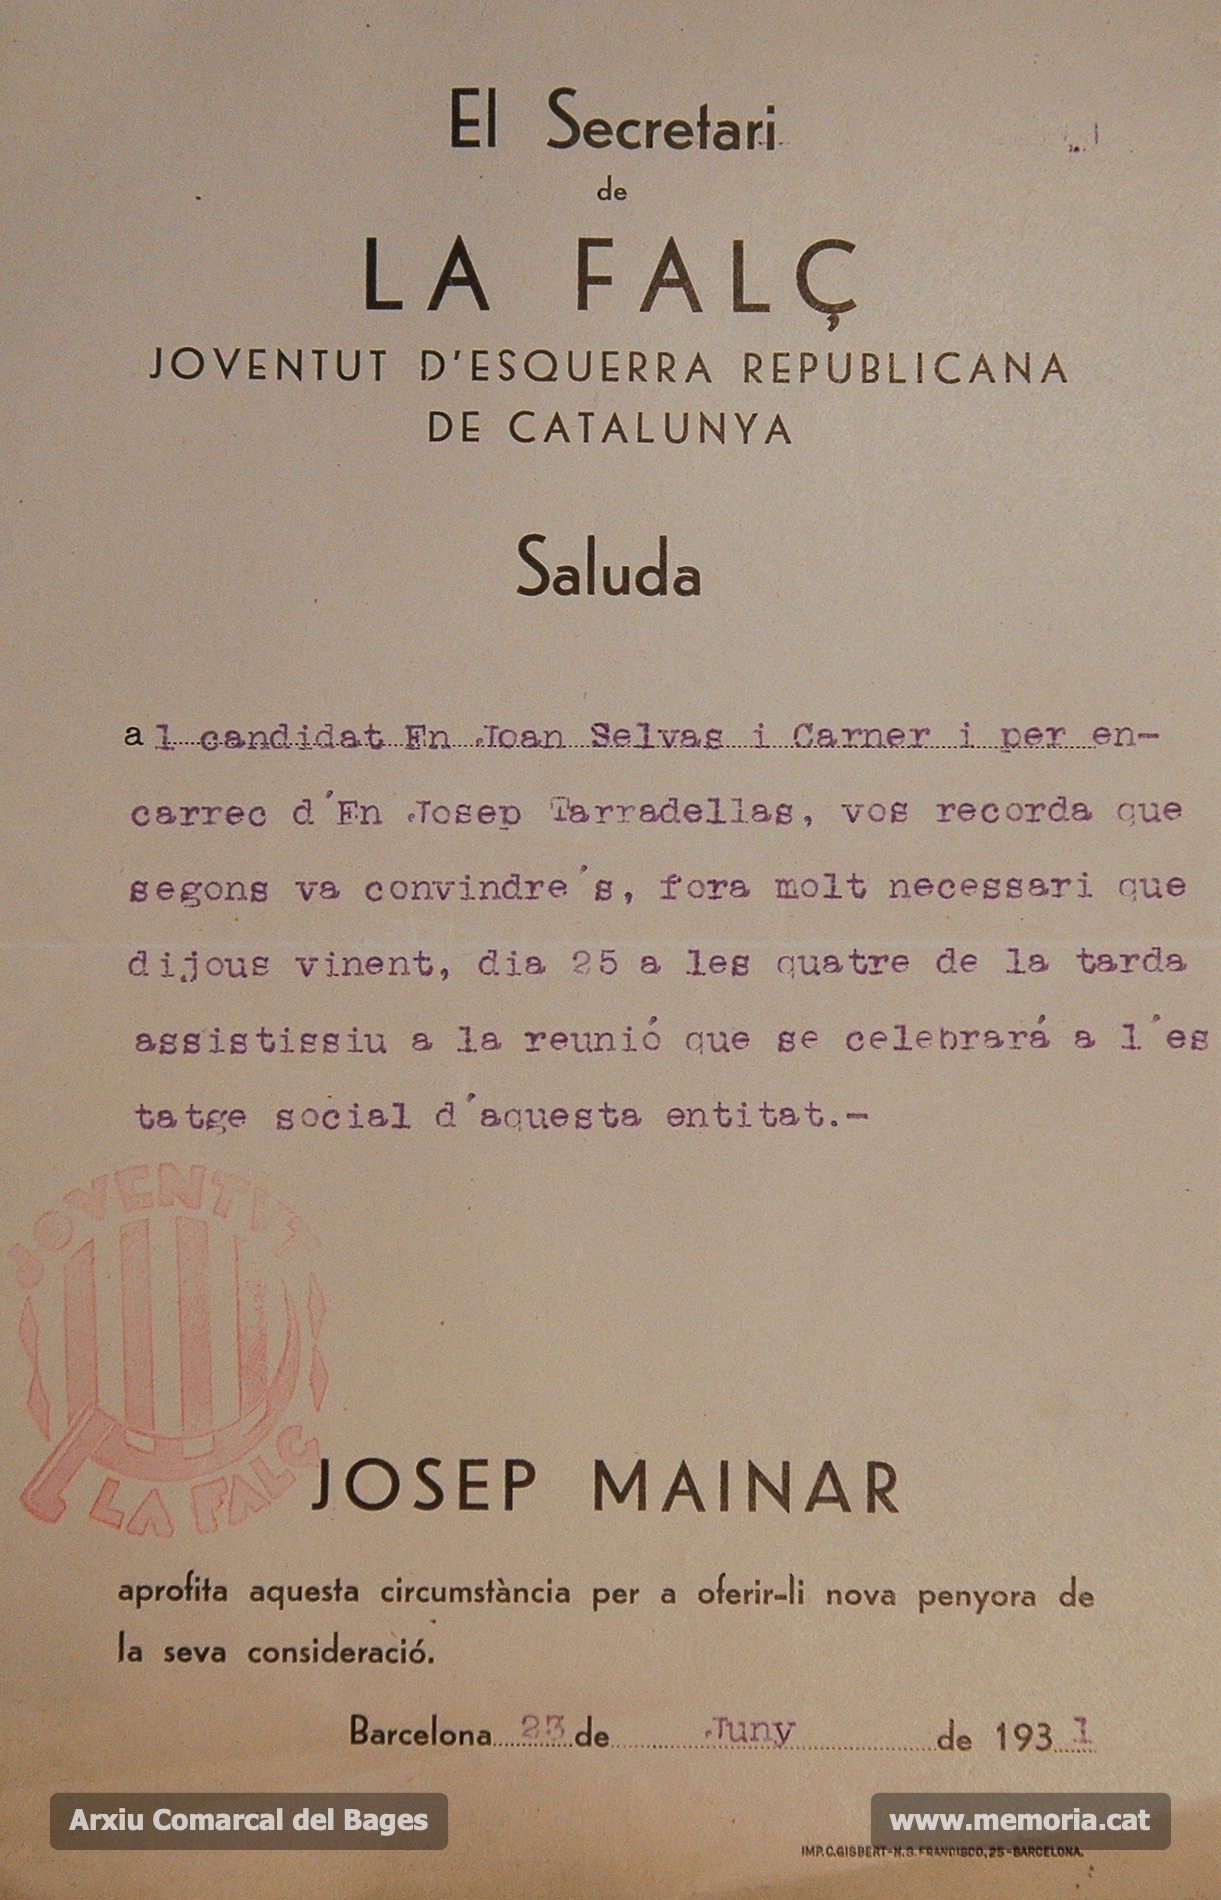 El Secretari
de
LA FALÇ
JOVENTUT D'ESQUERRA REPUBLICANA
DE CATALUNYA
Saluda
al candidat En Joan Selvas i Carner i per en-
carrec d'En Josep Tarradellas, vos recorda que
segons va convindre's, fora molt necessari que
dijous vinent, dia 25 a les quatre de la tarda
assistissiu a la reunió que se celebrará a l'es
tatge social d'aquesta entitat.-
JOVENTUT
LA FALÇ
JOSEP MAINAR
aprofita aquesta circumstància per a oferir-li nova penyora de
la seva consideració.
Barcelona 23 de Juny de 1931
Arxiu Comarcal del Bages
www.memoria.cat
IMP. C. GISBERT-N. S. FRANCISCO, 25-BARCELONA.